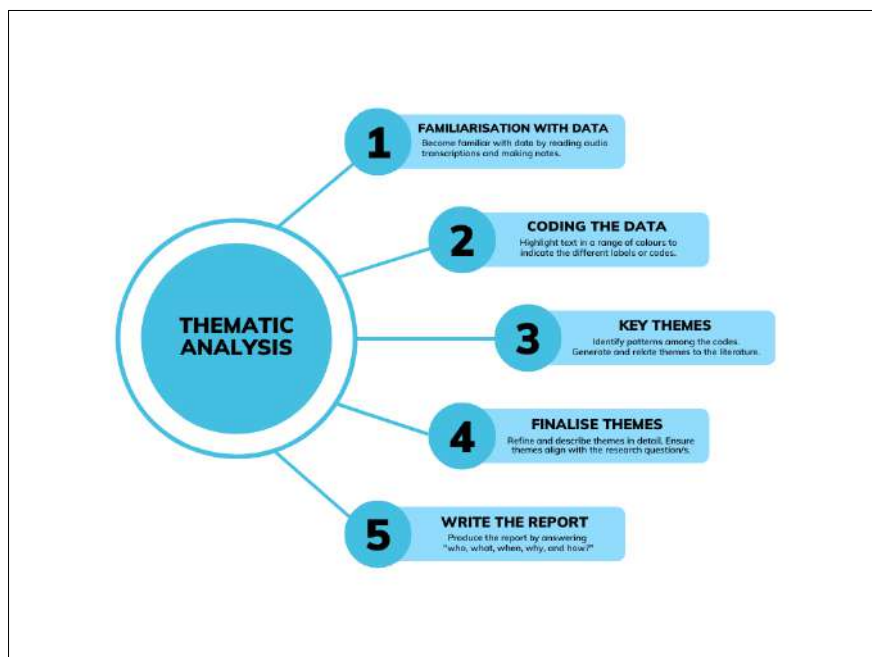 THEMATIC
ANALYSIS
1
FAMILIARISATION WITH DATA
Become familiar with data by reading audio
transcriptions and making notes.
2
CODING THE DATA
Highlight text in a range of colours to
indicate the different labels or codes.
3
KEY THEMES
Identify patterns among the codes.
Generate and relate themes to the literature.
4
FINALISE THEMES
Refine and describe themes in detail. Ensure
themes align with the research question/s.
5
WRITE THE REPORT
Produce the report by answering
"who, what, when, why, and how?"